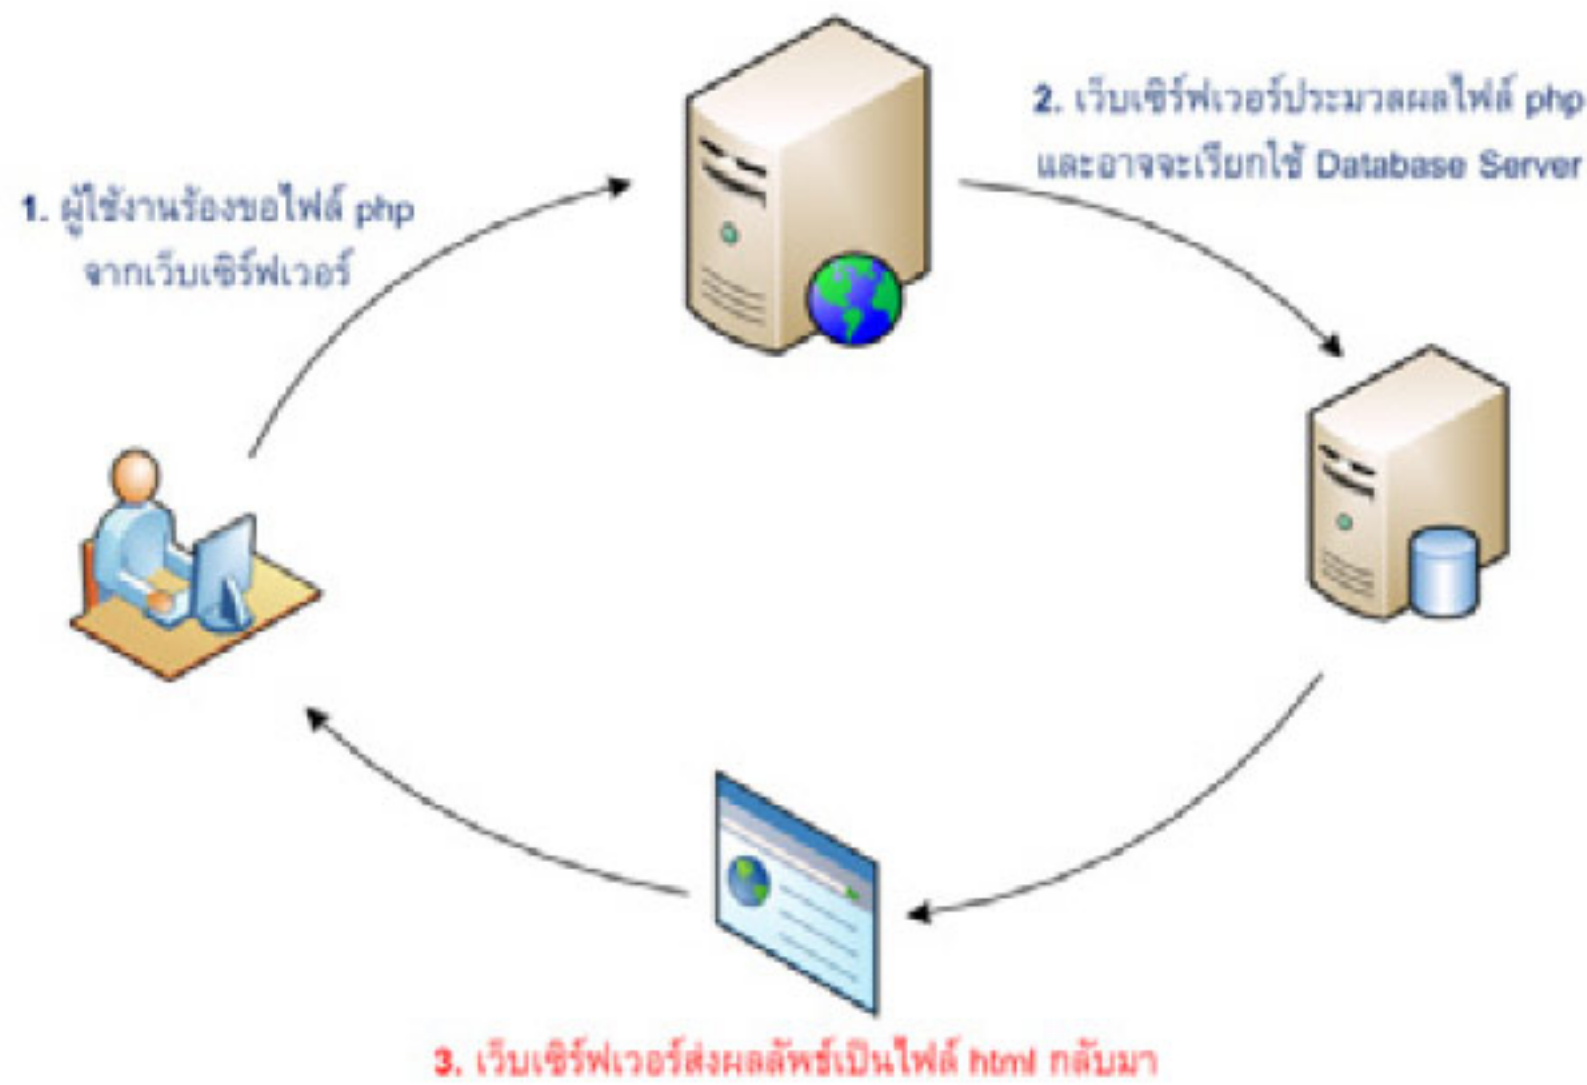 1. ผู้ใช้งานร้องขอไฟล์ php
จากเว็บเซิร์ฟเวอร์
2. เว็บเซิร์ฟเวอร์ประมวลผลไฟล์ php
และอาจจะเรียกใช้ Database Server
3. เว็บเซิร์ฟเวอร์ส่งผลลัพธ์เป็นไฟล์ html กลับมา